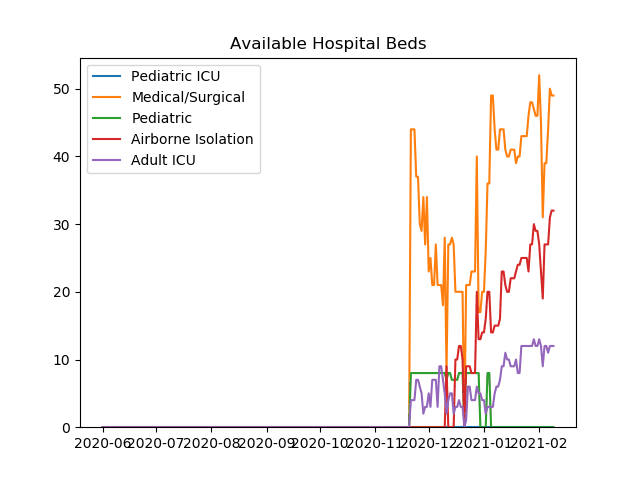 Available Hospital Beds
Pediatric ICU
Medical/Surgical
Pediatric
Airborne Isolation
Adult ICU
50
40
30
20
10
0
2020-06 2020-07 2020-08 2020-09 2020-10 2020-11 2020-12 2021-01 2021-02